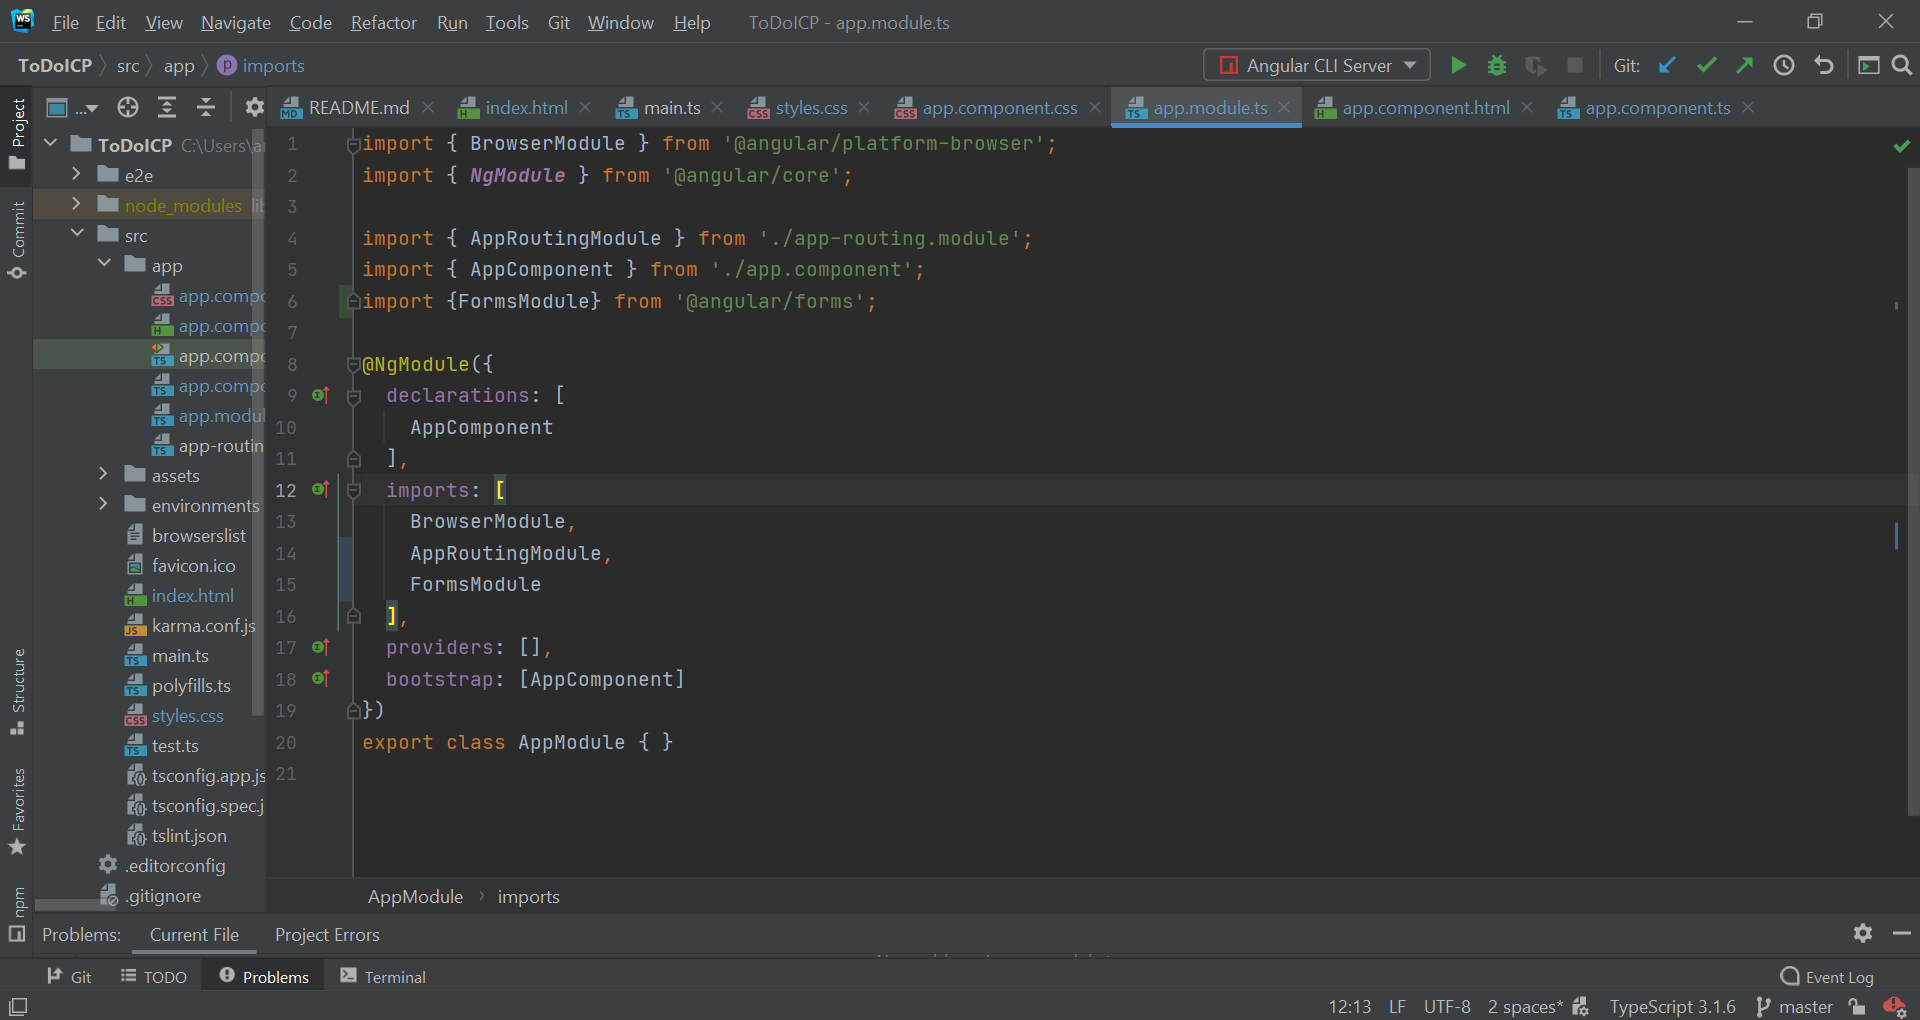 WS File Edit View Navigate Code Refactor Run Tools Git Window Help ToDoICP - app.module.ts
ToDoICP src app p imports Angular CLI Server Git:
... README.md index.html main.ts styles.css app.component.css app.module.ts app.component.html app.component.ts
Project
Commit
Structure
Favorites
npm
ToDoICP C:\Users\
e2e
node_modules lib
src
app
app.comp
app.comp
app.comp
app.comp
app.modul
app-routin
assets
environments
browserslist
favicon.ico
index.html
karma.conf.js
main.ts
polyfills.ts
styles.css
test.ts
tsconfig.app.js
tsconfig.spec.j
tslint.json
.editorconfig
.gitignore
1 import { BrowserModule } from '@angular/platform-browser';
2 import { NgModule } from '@angular/core';
3
4 import { AppRoutingModule } from './app-routing.module';
5 import { AppComponent } from './app.component';
6 import {FormsModule} from '@angular/forms';
7
8 @NgModule({
9 declarations: [
10 AppComponent
11 ],
12 imports: [
13 BrowserModule,
14 AppRoutingModule,
15 FormsModule
16 ],
17 providers: [],
18 bootstrap: [AppComponent]
19 })
20 export class AppModule { }
21
AppModule › imports
Problems: Current File Project Errors
Git TODO Problems Terminal Event Log
12:13 LF UTF-8 2 spaces* TypeScript 3.1.6 master